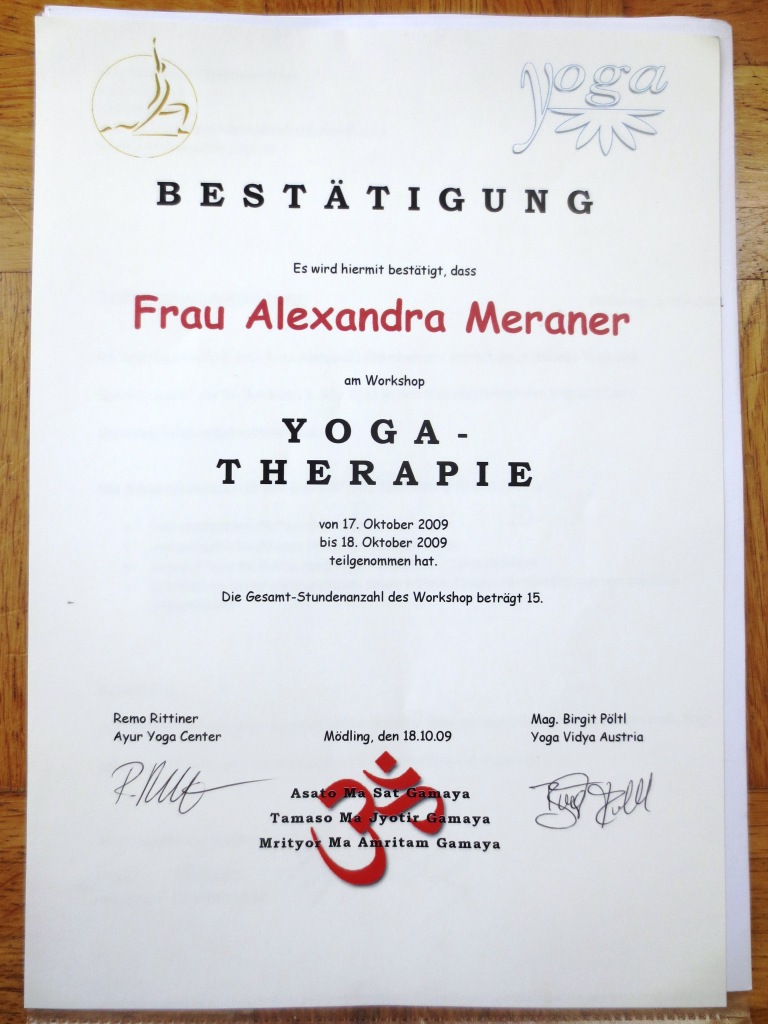 yoga
BESTÄTIGUNG
Es wird hiermit bestätigt, dass
Frau Alexandra Meraner
am Workshop
YOGA-
THERAPIE
von 17. Oktober 2009
bis 18. Oktober 2009
teilgenommen hat.
Die Gesamt-Stundenanzahl des Workshop beträgt 15.
Remo Rittiner
Ayur Yoga Center
Mödling, den 18.10.09
Mag. Birgit Pöltl
Yoga Vidya Austria
ॐ
Asato Ma Sat Gamaya
Tamaso Ma Jyotir Gamaya
Mrityor Ma Amritam Gamaya